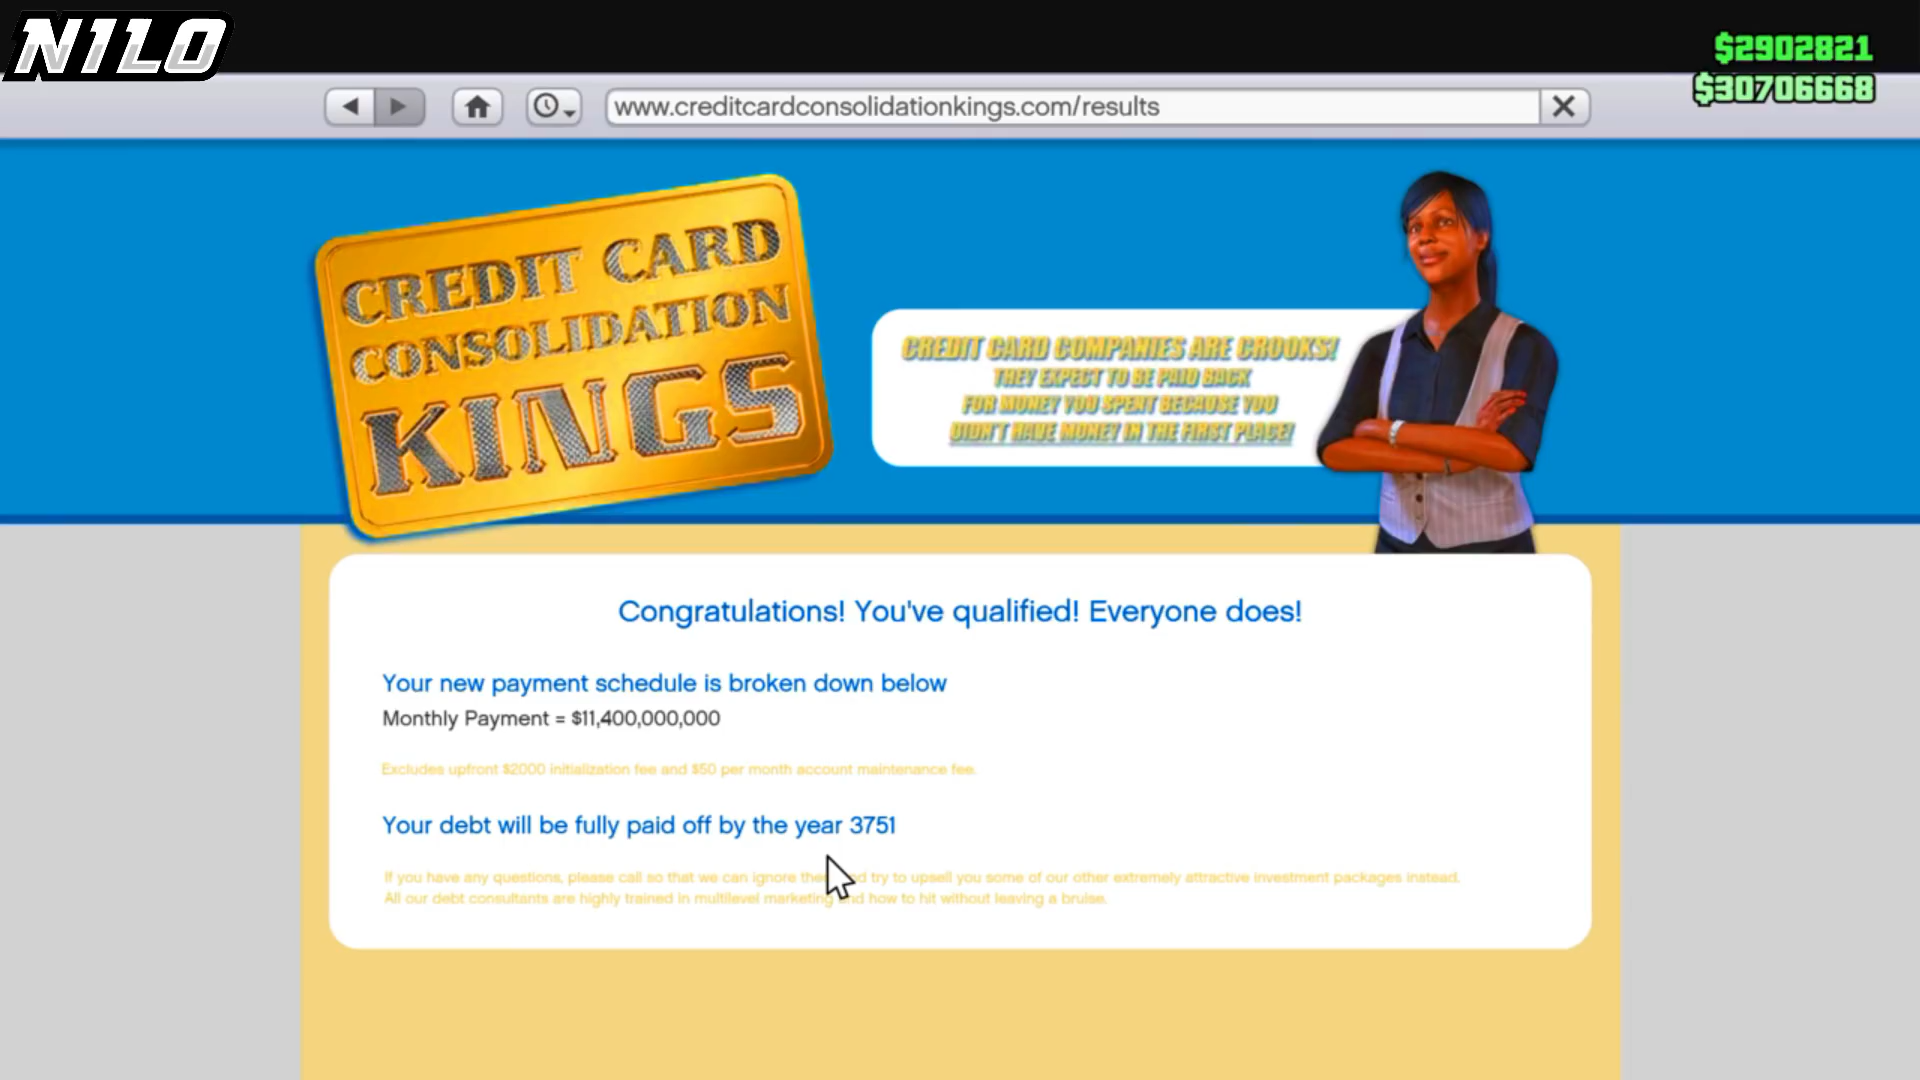 N1LO
$2902821
$30706668
www.creditcardconsolidationkings.com/results
CREDIT CARD
CONSOLIDATION
KINGS
CREDIT CARD COMPANIES ARE CROOKS!
THEY EXPECT TO BE PAID BACK
FOR MONEY YOU SPENT BECAUSE YOU
DIDN'T HAVE MONEY IN THE FIRST PLACE!
Congratulations! You've qualified! Everyone does!
Your new payment schedule is broken down below
Monthly Payment = $11,400,000,000
Excludes upfront $2000 initialization fee and $50 per month account maintenance fee.
Your debt will be fully paid off by the year 3751
If you have any questions, please call so that we can ignore them and try to upsell you some of our other extremely attractive investment packages instead.
All our debt consultants are highly trained in multilevel marketing and how to hit without leaving a bruise.